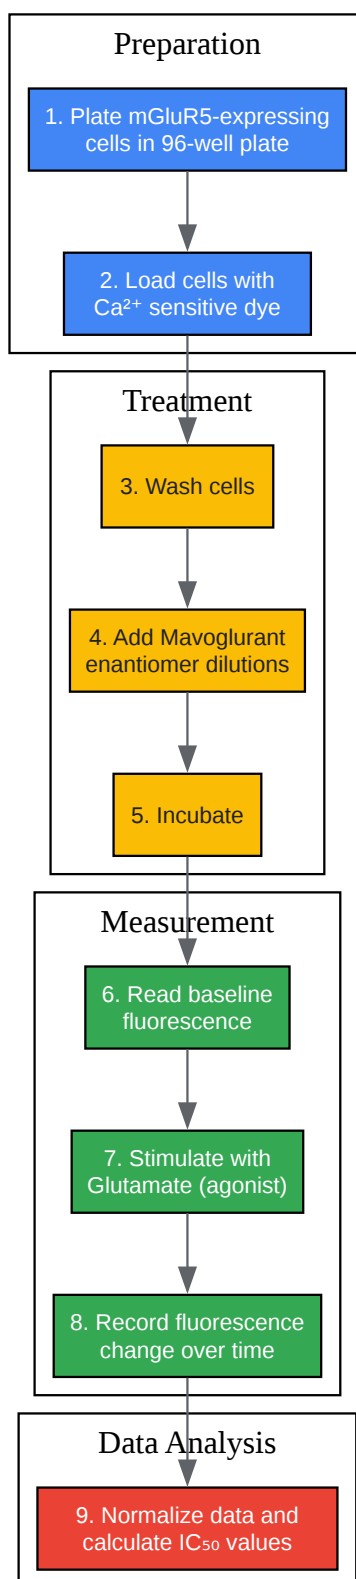 Preparation
1. Plate mGluR5-expressing
cells in 96-well plate
2. Load cells with
Ca²⁺ sensitive dye
Treatment
3. Wash cells
4. Add Mavoglurant
enantiomer dilutions
5. Incubate
Measurement
6. Read baseline
fluorescence
7. Stimulate with
Glutamate (agonist)
8. Record fluorescence
change over time
Data Analysis
9. Normalize data and
calculate IC₅₀ values